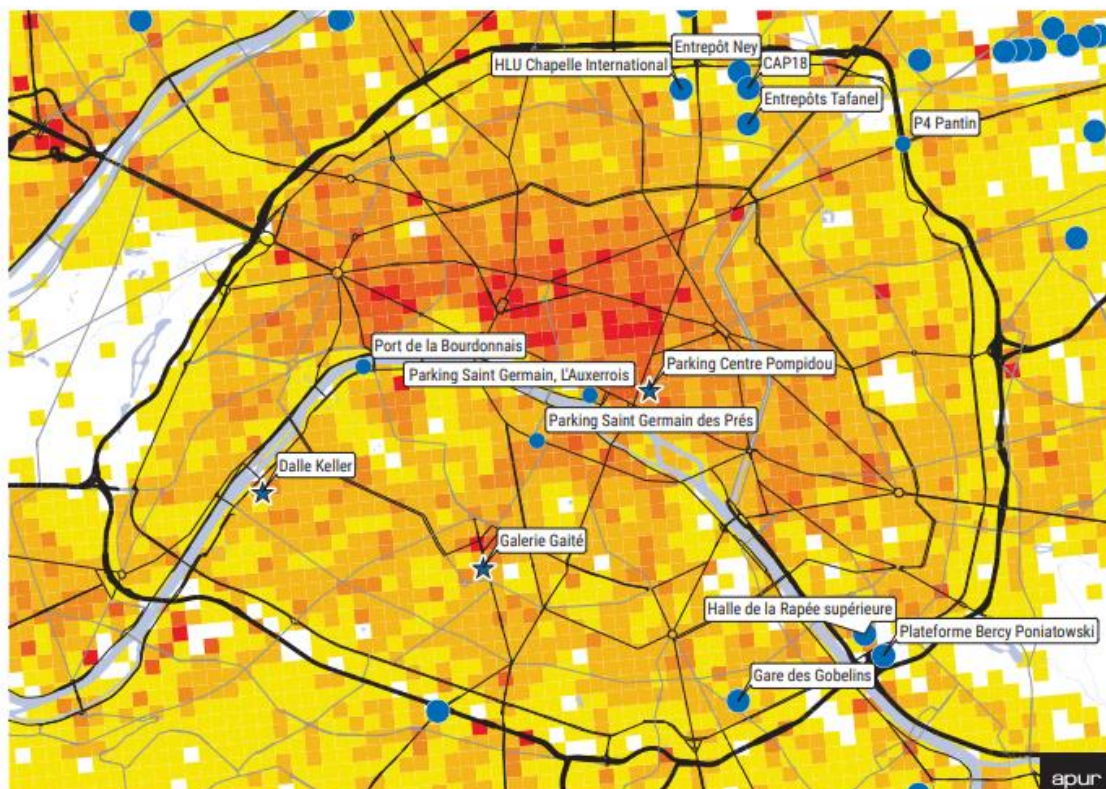 Entrepôt Ney
HLU Chapelle International
CAP18
Entrepôts Tafanel
P4 Pantin
Port de la Bourdonnais
Parking Centre Pompidou
Parking Saint Germain, L'Auxerrois
Parking Saint Germain des Prés
Dalle Keller
Galerie Gaité
Halle de la Rapée supérieure
Plateforme Bercy Poniatowski
Gare des Gobelins
apur